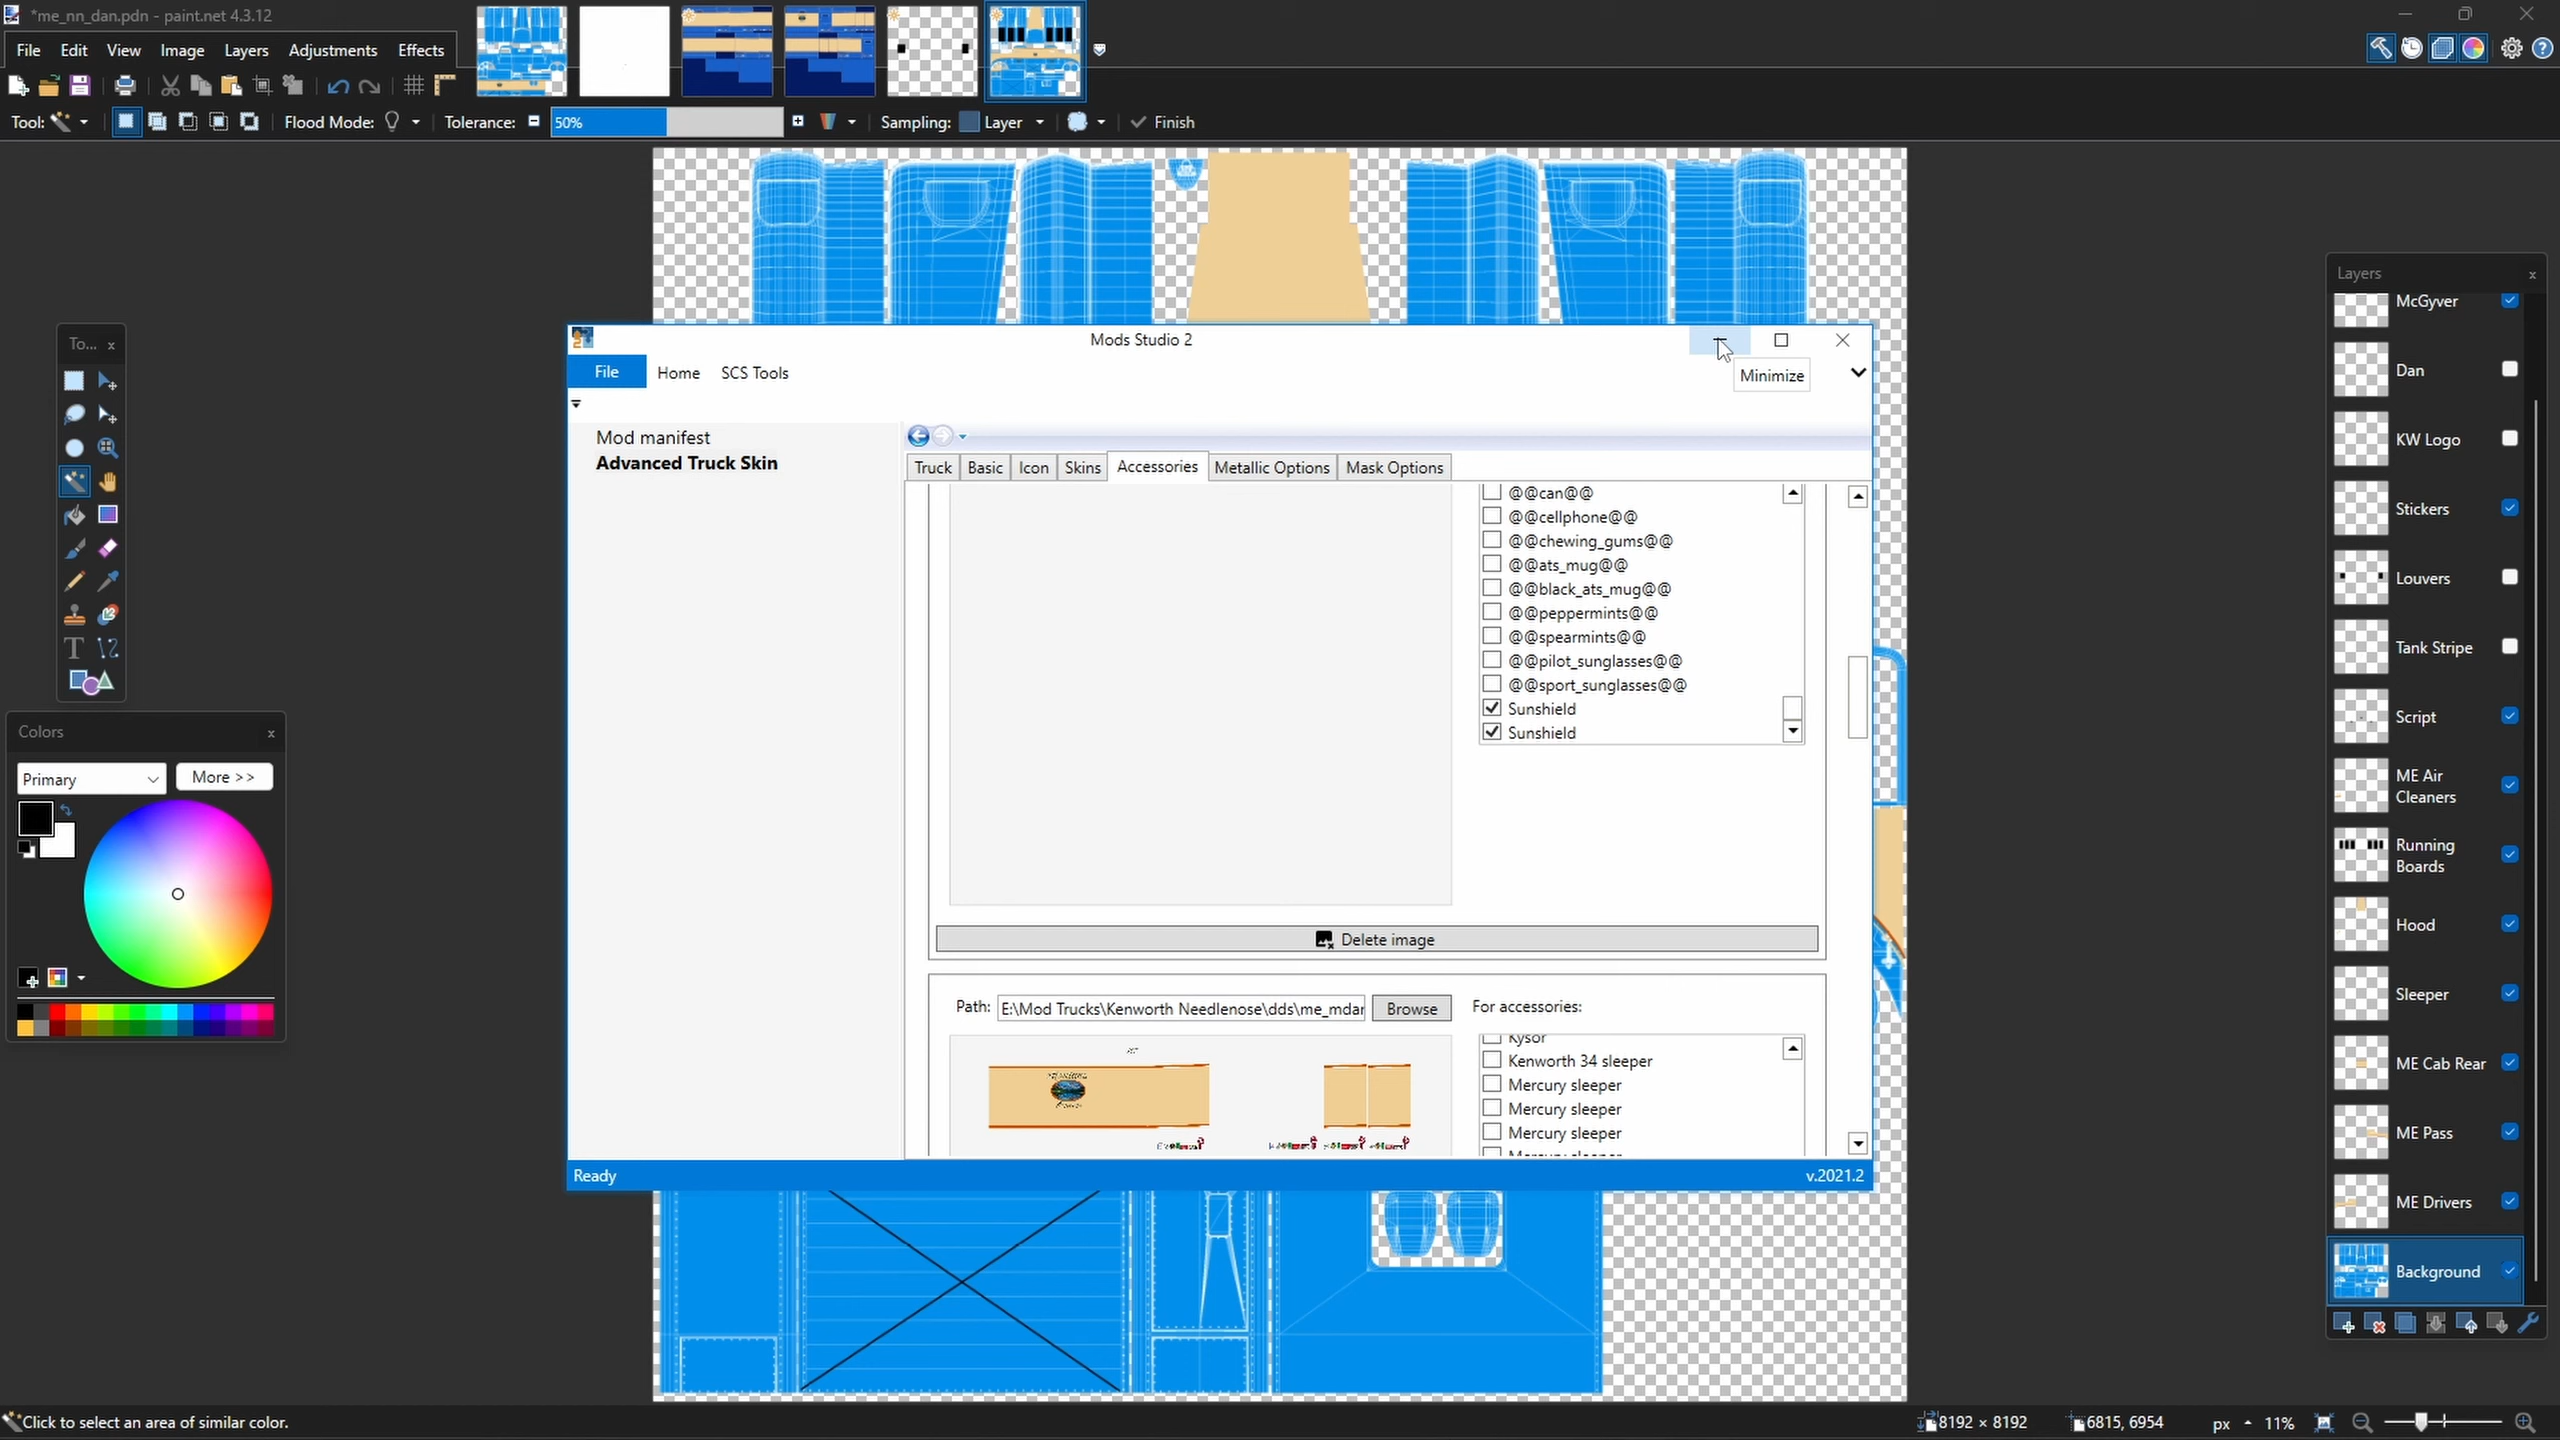 *me_nn_dan.pdn - paint.net 4.3.12
File Edit View Image Layers Adjustments Effects
Tool: Flood Mode: Tolerance: 50% Sampling: Layer Finish
To... x
Colors x
Primary More >>
Mods Studio 2
Minimize
File Home SCS Tools
Mod manifest
Advanced Truck Skin
Truck Basic Icon Skins Accessories Metallic Options Mask Options
@@can@@
@@cellphone@@
@@chewing_gums@@
@@ats_mug@@
@@black_ats_mug@@
@@peppermints@@
@@spearmints@@
@@pilot_sunglasses@@
@@sport_sunglasses@@
Sunshield
Sunshield
Delete image
Path: E:\Mod Trucks\Kenworth Needlenose\dds\me_mdar Browse For accessories:
Kysor
Kenworth 34 sleeper
Mercury sleeper
Mercury sleeper
Mercury sleeper
Ready v.2021.2
Layers x
McGyver
Dan
KW Logo
Stickers
Louvers
Tank Stripe
Script
ME Air
Cleaners
Running
Boards
Hood
Sleeper
ME Cab Rear
ME Pass
ME Drivers
Background
Click to select an area of similar color. 8192 × 8192 6815, 6954 px 11%